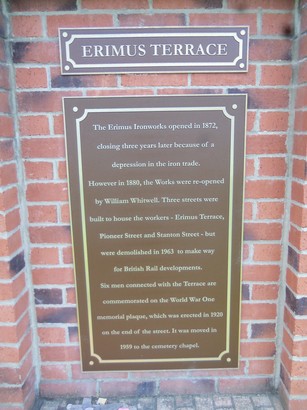 ERIMUS TERRACE
The Erimus Ironworks opened in 1872,
closing three years later because of a
depression in the iron trade.
However in 1880, the Works were re-opened
by William Whitwell. Three streets were
built to house the workers - Erimus Terrace,
Pioneer Street and Stanton Street - but
were demolished in 1963 to make way
for British Rail developments.
Six men connected with the Terrace are
commemorated on the World War One
memorial plaque, which was erected in 1920
on the end of the street. It was moved in
1959 to the cemetery chapel.